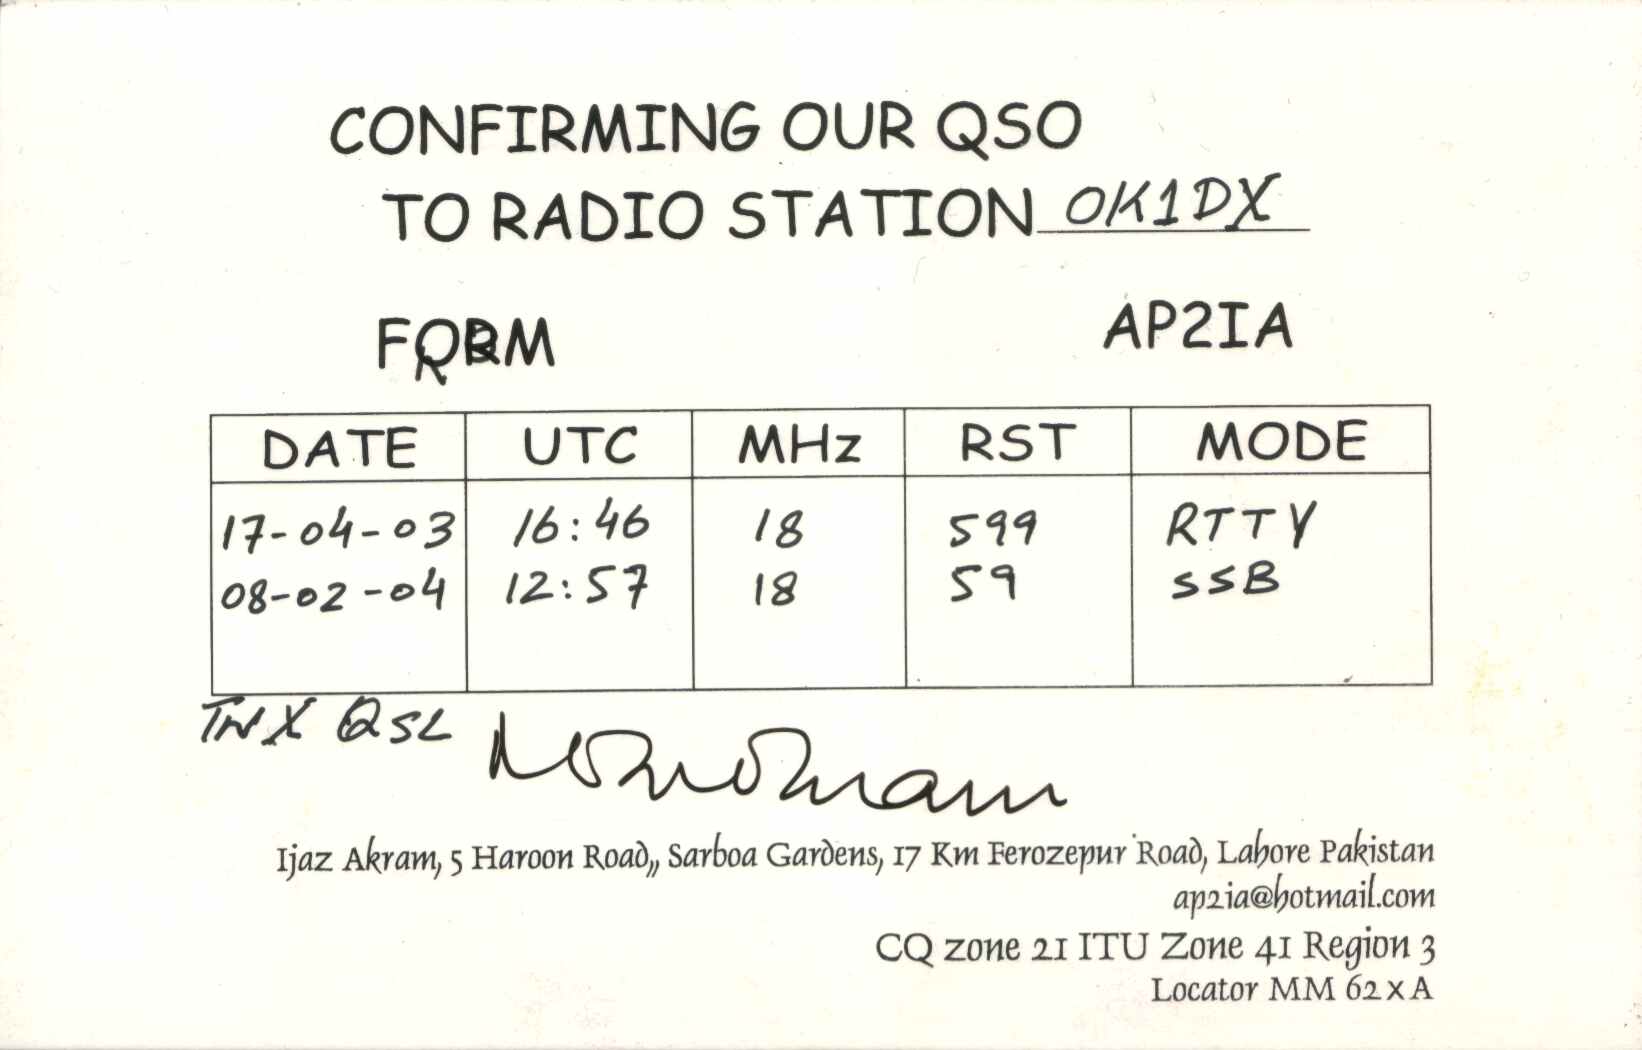 CONFIRMING OUR QSO
TO RADIO STATION OK1DX
FORM AP2IA
DATE UTC MHz RST MODE
17-04-03 16:46 18 599 RTTY
08-02-04 12:57 18 59 SSB
TNX QSL
Ijaz Akram, 5 Haroon Road,, Sarboa Gardens, 17 Km Ferozepur Road, Lahore Pakistan
ap2ia@hotmail.com
CQ zone 21 ITU Zone 41 Region 3
Locator MM 62 x A